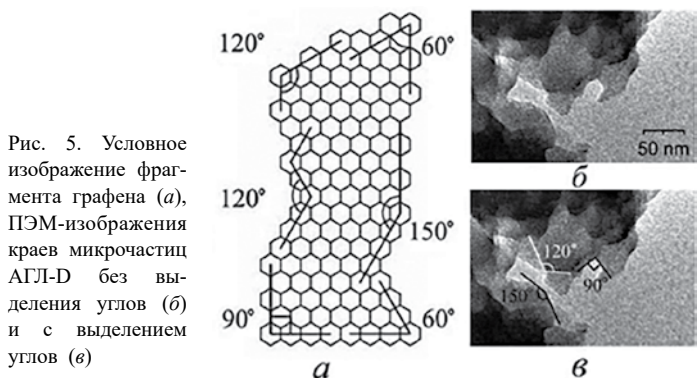 Рис. 5. Условное
изображение фраг-
мента графена (а),
ПЭМ-изображения
краев микрочастиц
АГЛ-D без вы-
деления углов (б)
и с выделением
углов (в)
120°
60°
120°
150°
90°
60°
а
50 nm
б
120°
150°
90°
в